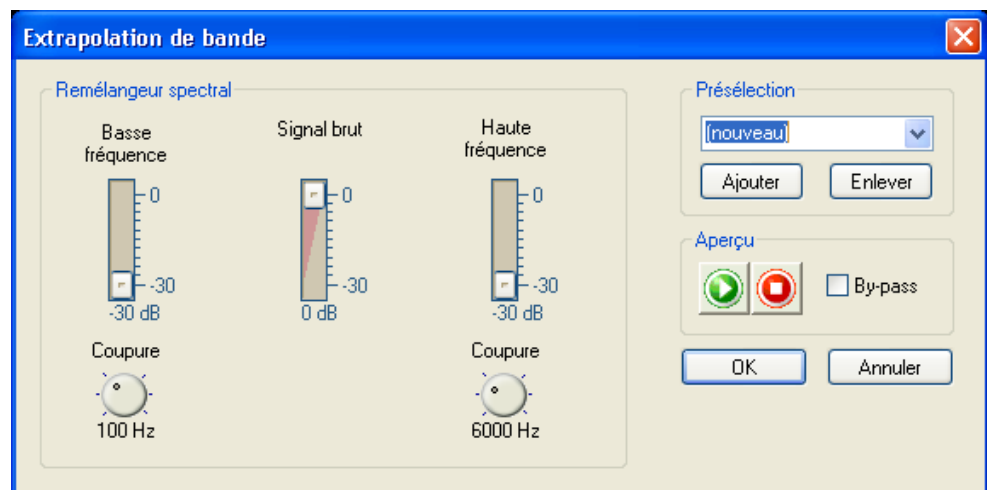 Extrapolation de bande
Remélangeur spectral
Basse
fréquence
0
-30
-30 dB
Coupure
100 Hz
Signal brut
0
-30
0 dB
Haute
fréquence
0
-30
-30 dB
Coupure
6000 Hz
Présélection
(nouveau)
Ajouter
Enlever
Aperçu
By-pass
OK
Annuler